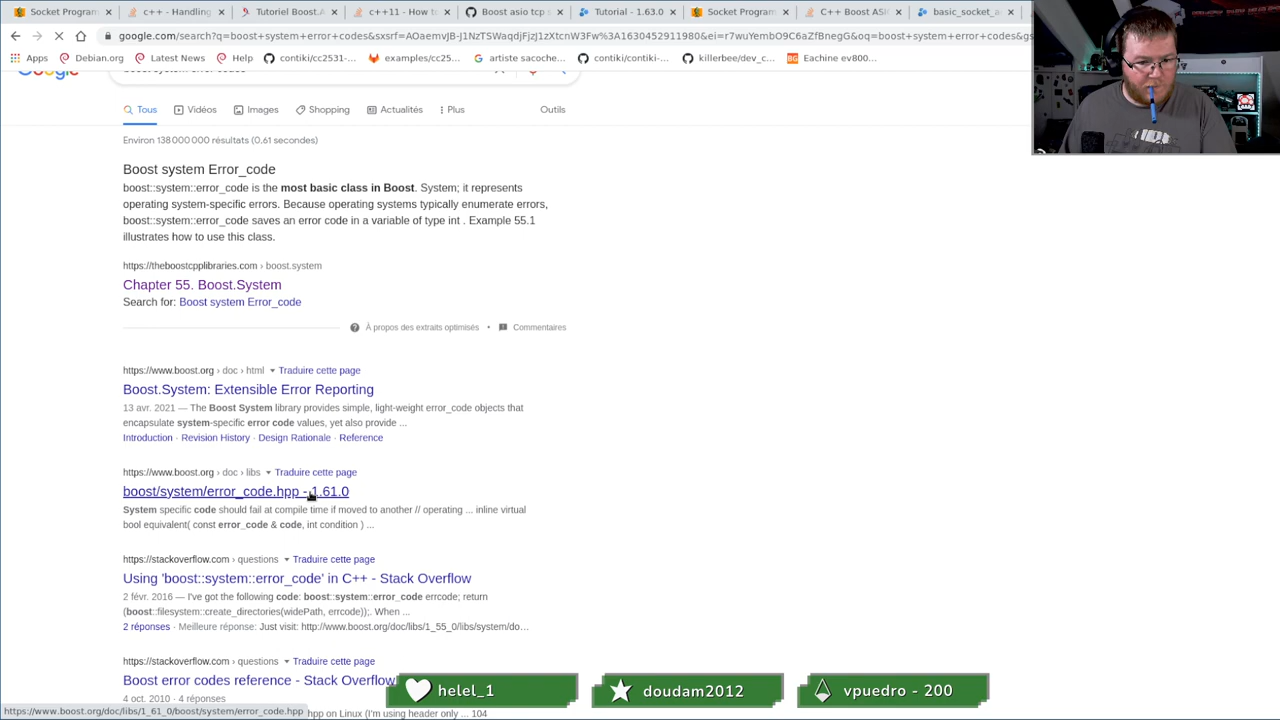 Socket Program
c++ - Handling
Tutoriel Boost.A
c++11 - How to
Boost asio tcp s
Tutorial - 1.63.0
Socket Program
C++ Boost ASIO
basic_socket_a
google.com/search?q=boost+system+error+codes&sxsrf=AOaemvJB-J1NzTSWaqdjFjzJ1zXtcnW3Fw%3A1630452911980&ei=r7wuYembO9C6aZfBnegG&oq=boost+system+error+codes&gs
Apps
Debian.org
Latest News
Help
contiki/cc2531-...
examples/cc25...
artiste sacoche...
contiki/contiki-...
killerbee/dev_c...
Eachine ev800...
Tous
Vidéos
Images
Shopping
Actualités
Plus
Outils
Environ 138 000 000 résultats (0,61 secondes)
Boost system Error_code
boost::system::error_code is the most basic class in Boost. System; it represents
operating system-specific errors. Because operating systems typically enumerate errors,
boost::system::error_code saves an error code in a variable of type int . Example 55.1
illustrates how to use this class.
https://theboostcpplibraries.com › boost.system
Chapter 55. Boost.System
Search for: Boost system Error_code
À propos des extraits optimisés • Commentaires
https://www.boost.org › doc › html Traduire cette page
Boost.System: Extensible Error Reporting
13 avr. 2021 — The Boost System library provides simple, light-weight error_code objects that
encapsulate system-specific error code values, yet also provide ...
Introduction · Revision History · Design Rationale · Reference
https://www.boost.org › doc › libs Traduire cette page
boost/system/error_code.hpp - 1.61.0
System specific code should fail at compile time if moved to another // operating ... inline virtual
bool equivalent( const error_code & code, int condition ) ...
https://stackoverflow.com › questions Traduire cette page
Using 'boost::system::error_code' in C++ - Stack Overflow
2 févr. 2016 — I've got the following code: boost::system::error_code errcode; return
(boost::filesystem::create_directories(widePath, errcode));. When ...
2 réponses · Meilleure réponse: Just visit: http://www.boost.org/doc/libs/1_55_0/libs/system/do...
https://stackoverflow.com › questions Traduire cette page
Boost error codes reference - Stack Overflow
4 oct. 2010 · 4 réponses
helel_1
doudam2012
vpuedro - 200
https://www.boost.org/doc/libs/1_61_0/boost/system/error_code.hpp
hpp on Linux (I'm using header only ... 104